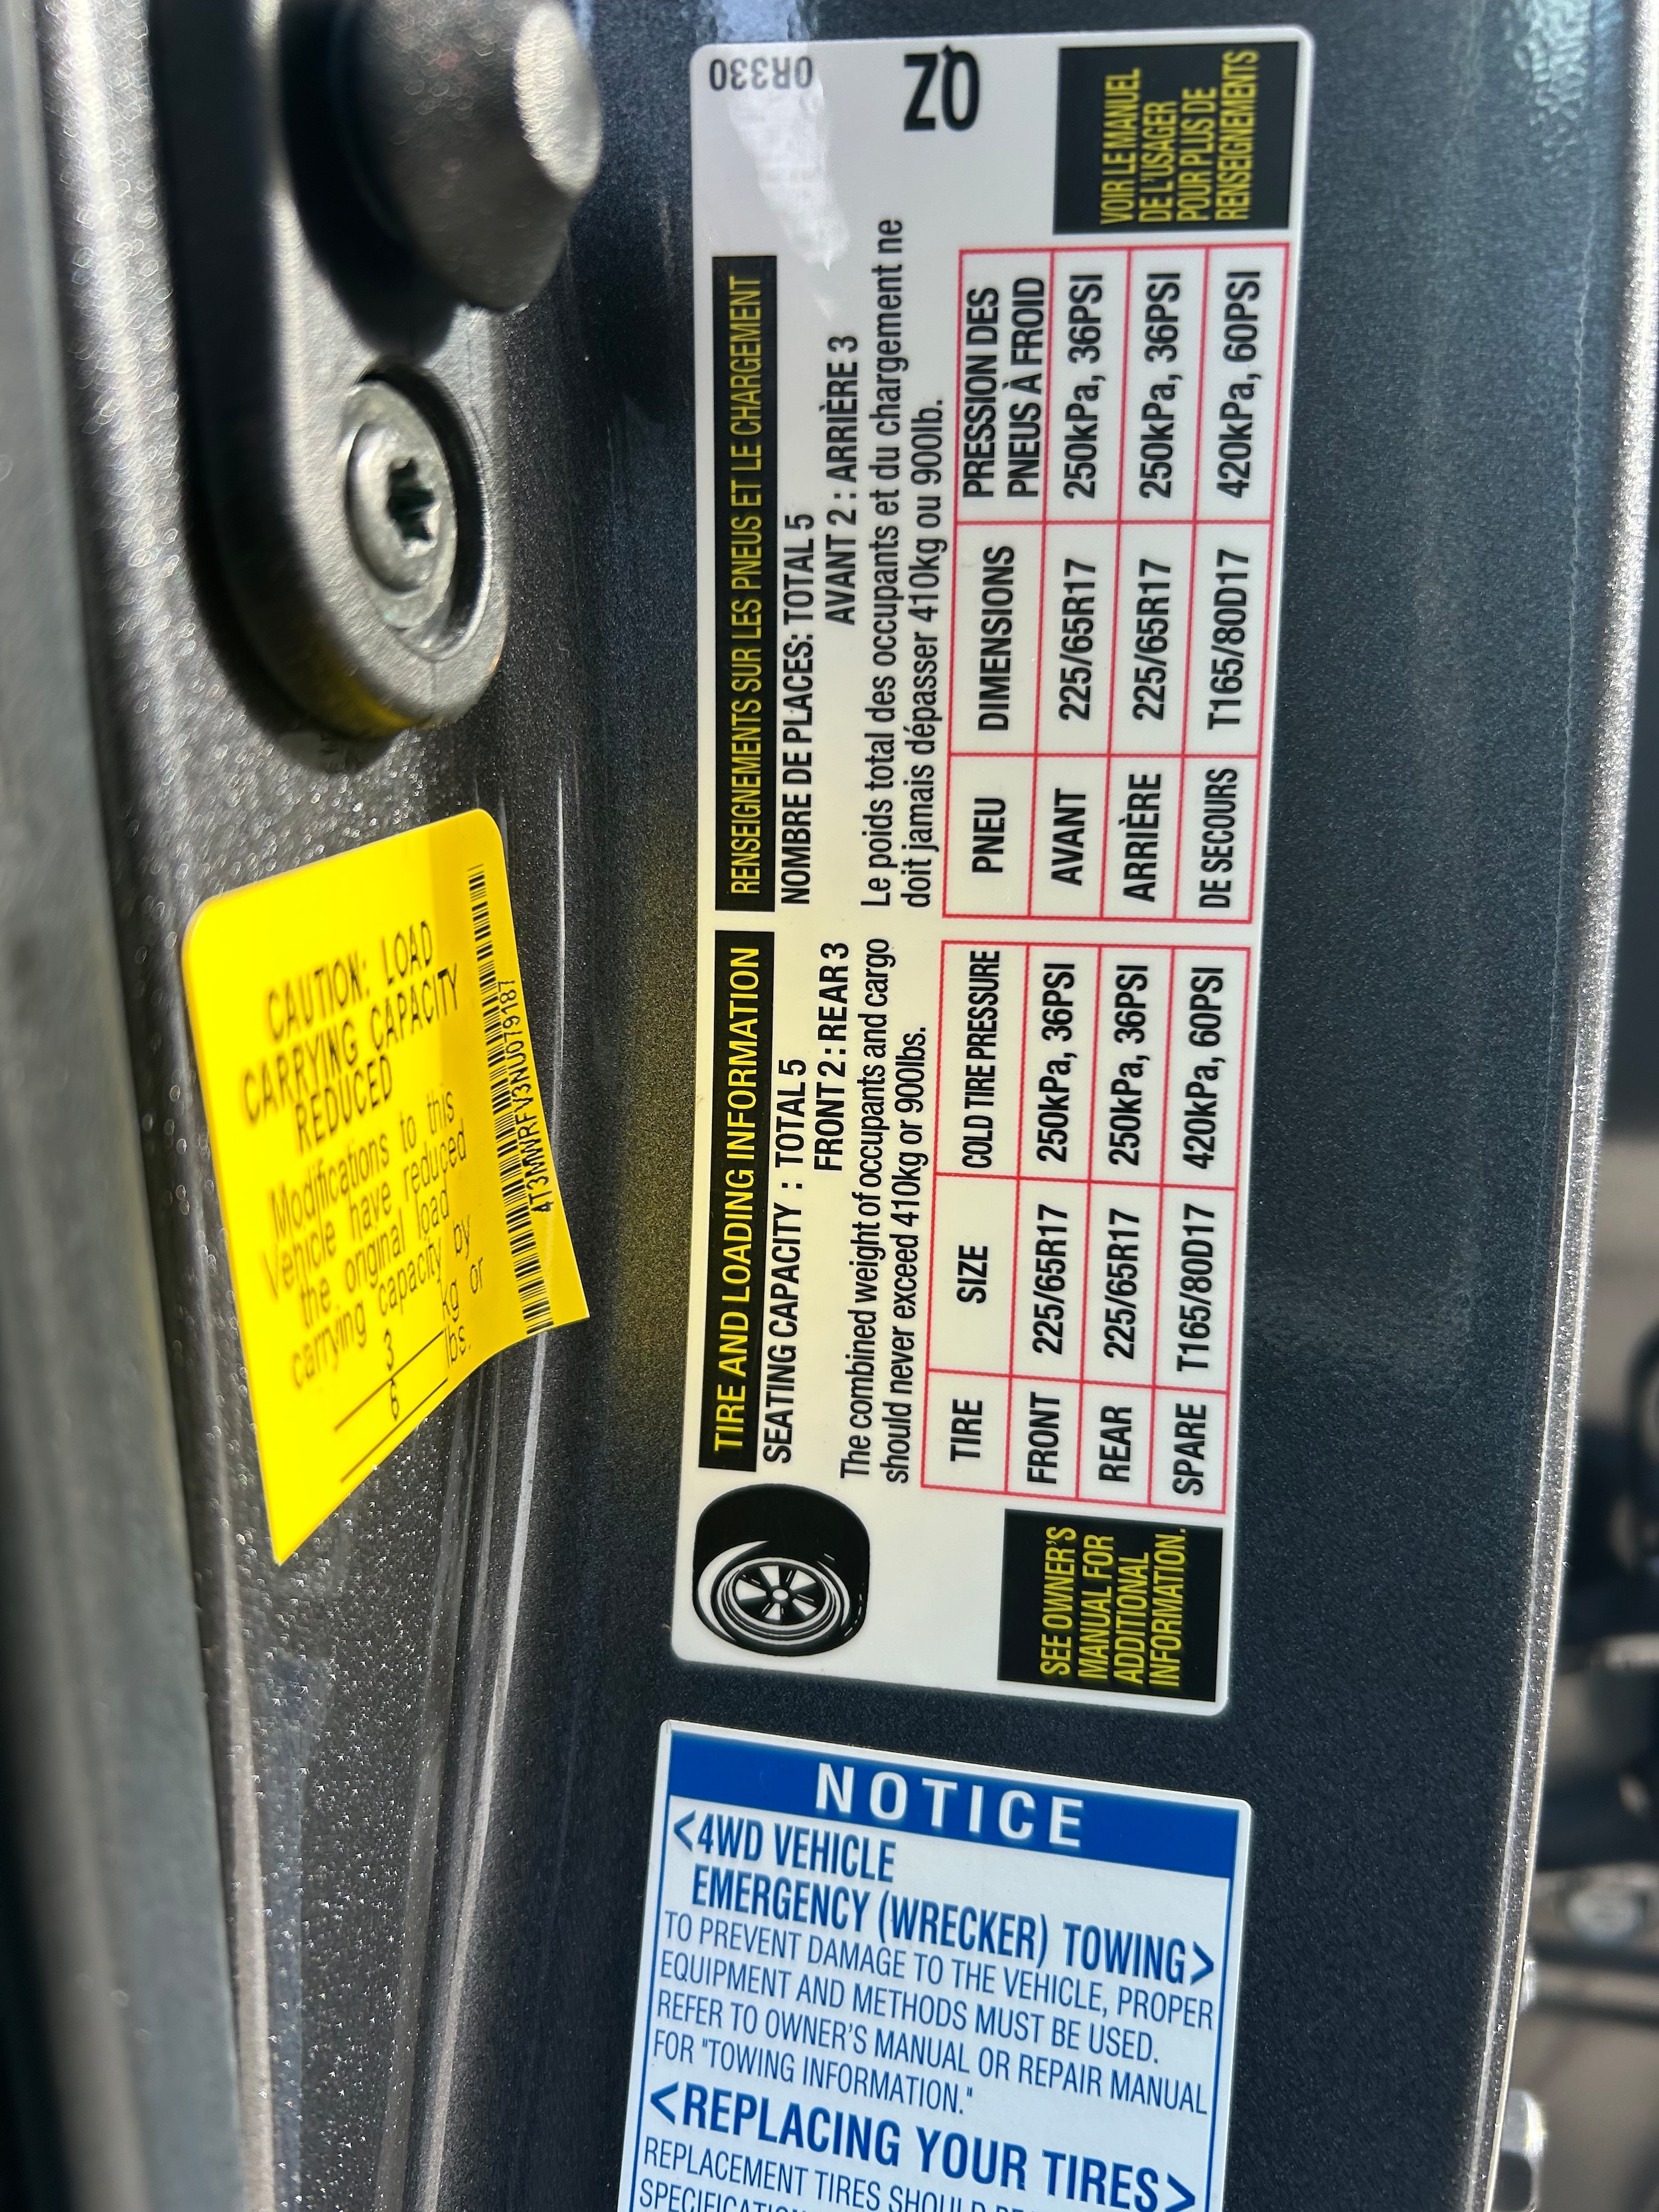 CAUTION: LOAD
CARRYING CAPACITY
REDUCED
Modifications to this
Vehicle have reduced
the original load
carrying capacity by
3 kg or
6 lbs.
4T3MWRFV3NU079187
TIRE AND LOADING INFORMATION
SEATING CAPACITY : TOTAL 5
FRONT 2 : REAR 3
The combined weight of occupants and cargo
should never exceed 410kg or 900lbs.
TIRE SIZE COLD TIRE PRESSURE
FRONT 225/65R17 250kPa, 36PSI
REAR 225/65R17 250kPa, 36PSI
SPARE T165/80D17 420kPa, 60PSI
SEE OWNER'S
MANUAL FOR
ADDITIONAL
INFORMATION.
RENSEIGNEMENTS SUR LES PNEUS ET LE CHARGEMENT
NOMBRE DE PLACES: TOTAL 5
AVANT 2 : ARRIÈRE 3
Le poids total des occupants et du chargement ne
doit jamais dépasser 410kg ou 900lb.
PNEU DIMENSIONS PRESSION DES
PNEUS À FROID
AVANT 225/65R17 250kPa, 36PSI
ARRIÈRE 225/65R17 250kPa, 36PSI
DE SECOURS T165/80D17 420kPa, 60PSI
0R330
QZ
VOIR LE MANUEL
DE L'USAGER
POUR PLUS DE
RENSEIGNEMENTS
NOTICE
<4WD VEHICLE
EMERGENCY (WRECKER) TOWING>
TO PREVENT DAMAGE TO THE VEHICLE, PROPER
EQUIPMENT AND METHODS MUST BE USED.
REFER TO OWNER'S MANUAL OR REPAIR MANUAL
FOR "TOWING INFORMATION."
<REPLACING YOUR TIRES>
REPLACEMENT TIRES SHOULD